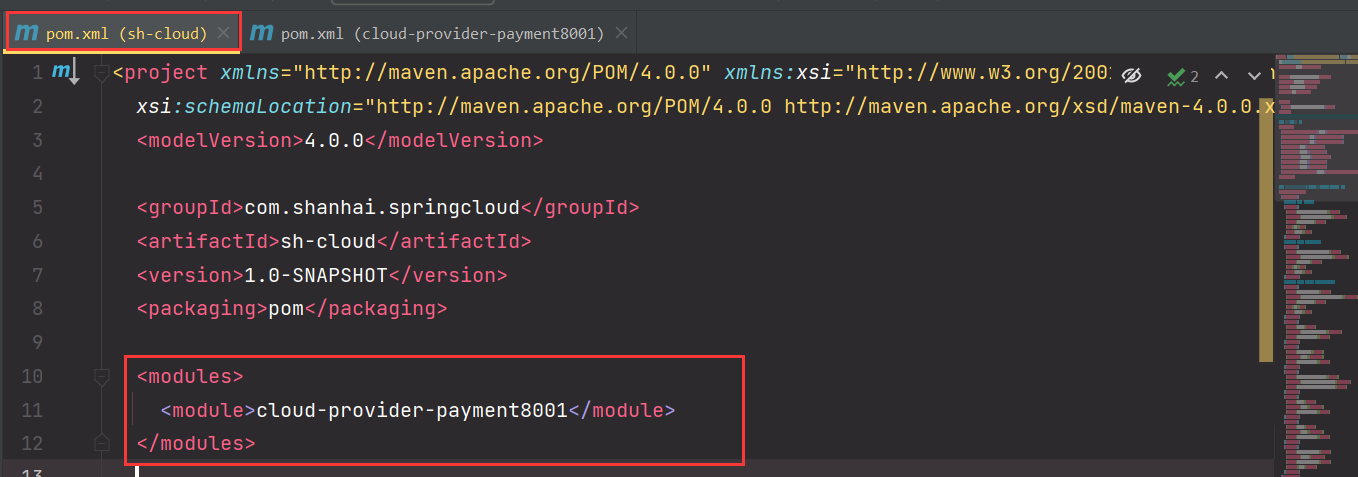 m pom.xml (sh-cloud) m pom.xml (cloud-provider-payment8001)
1 m <project xmlns="http://maven.apache.org/POM/4.0.0" xmlns:xsi="http://www.w3.org/2001 2
2 xsi:schemaLocation="http://maven.apache.org/POM/4.0.0 http://maven.apache.org/xsd/maven-4.0.0.x
3 <modelVersion>4.0.0</modelVersion>
4
5 <groupId>com.shanhai.springcloud</groupId>
6 <artifactId>sh-cloud</artifactId>
7 <version>1.0-SNAPSHOT</version>
8 <packaging>pom</packaging>
9
10 <modules>
11 <module>cloud-provider-payment8001</module>
12 </modules>
13